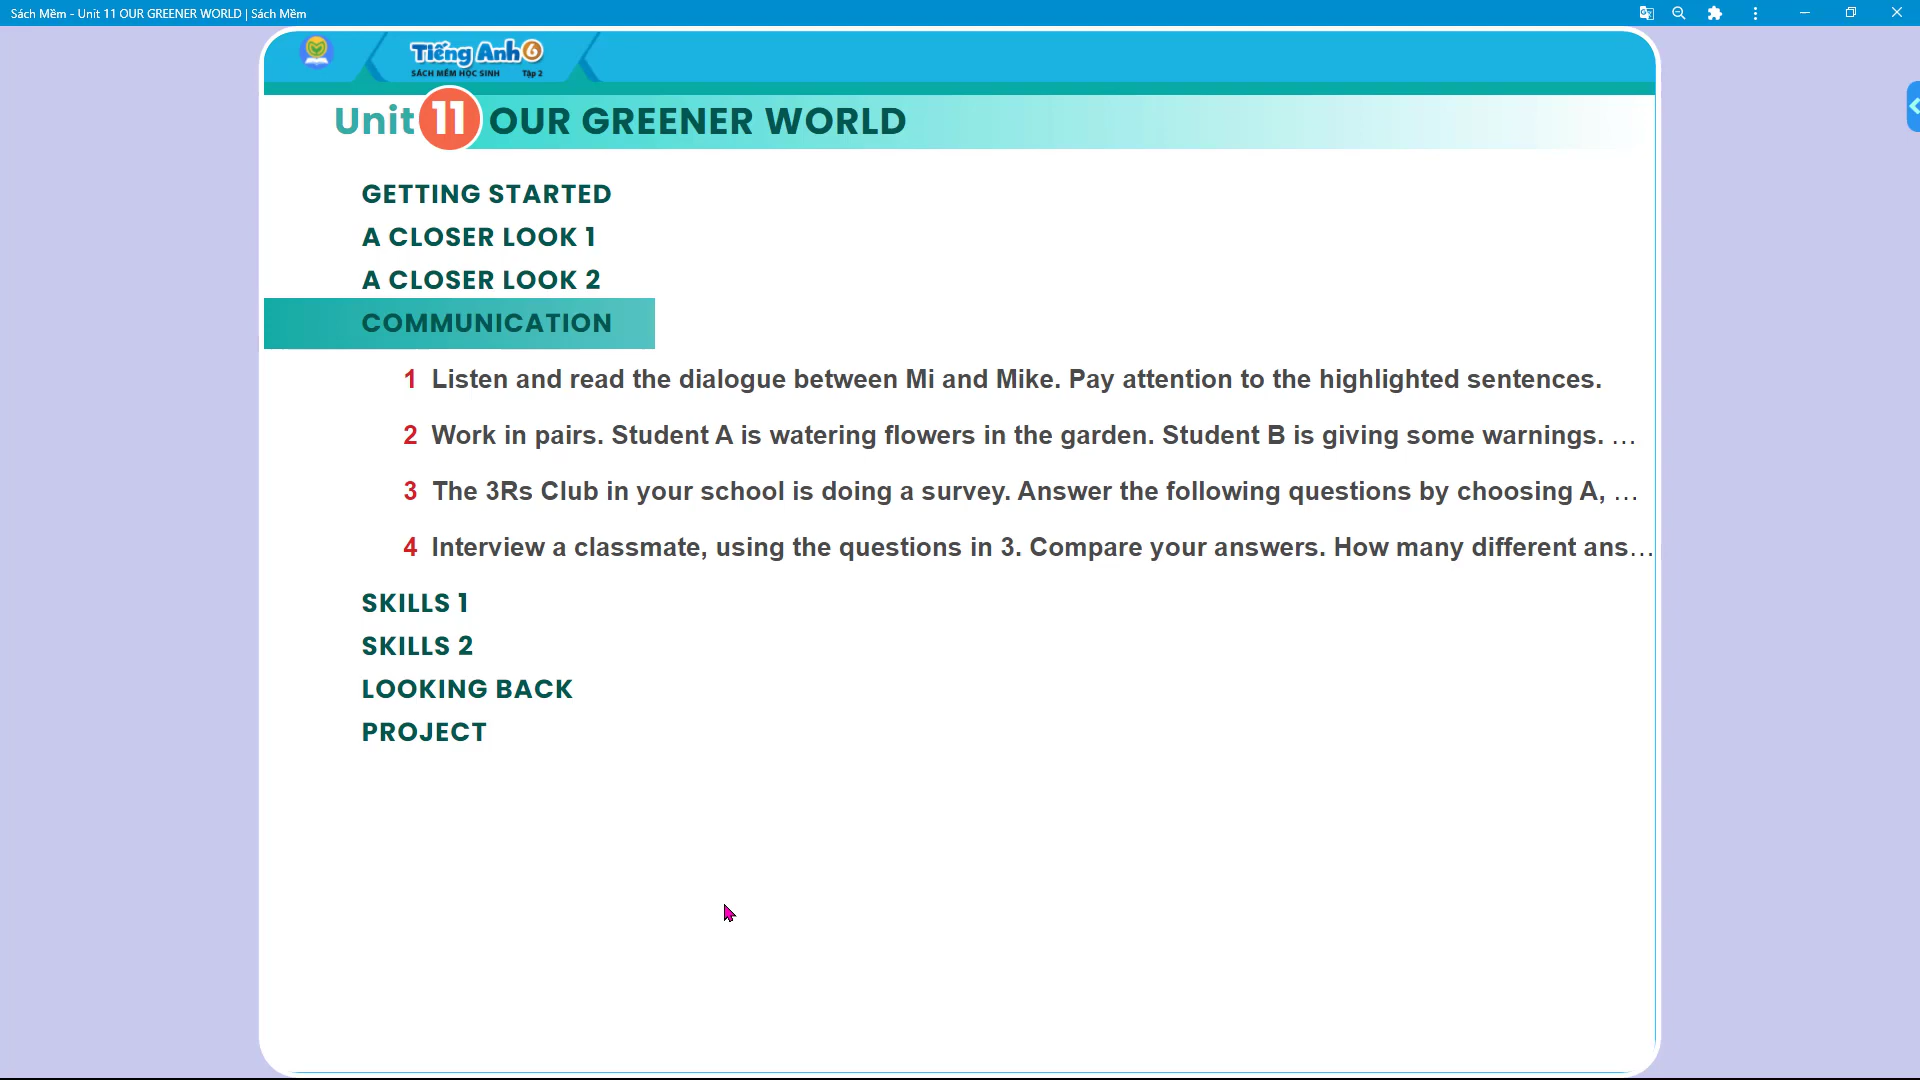 Sách Mềm - Unit 11 OUR GREENER WORLD | Sách Mềm
Tiếng Anh 6
SÁCH MỀM HỌC SINH Tập 2
Unit 11 OUR GREENER WORLD
GETTING STARTED
A CLOSER LOOK 1
A CLOSER LOOK 2
COMMUNICATION
1 Listen and read the dialogue between Mi and Mike. Pay attention to the highlighted sentences.
2 Work in pairs. Student A is watering flowers in the garden. Student B is giving some warnings. …
3 The 3Rs Club in your school is doing a survey. Answer the following questions by choosing A, …
4 Interview a classmate, using the questions in 3. Compare your answers. How many different ans…
SKILLS 1
SKILLS 2
LOOKING BACK
PROJECT